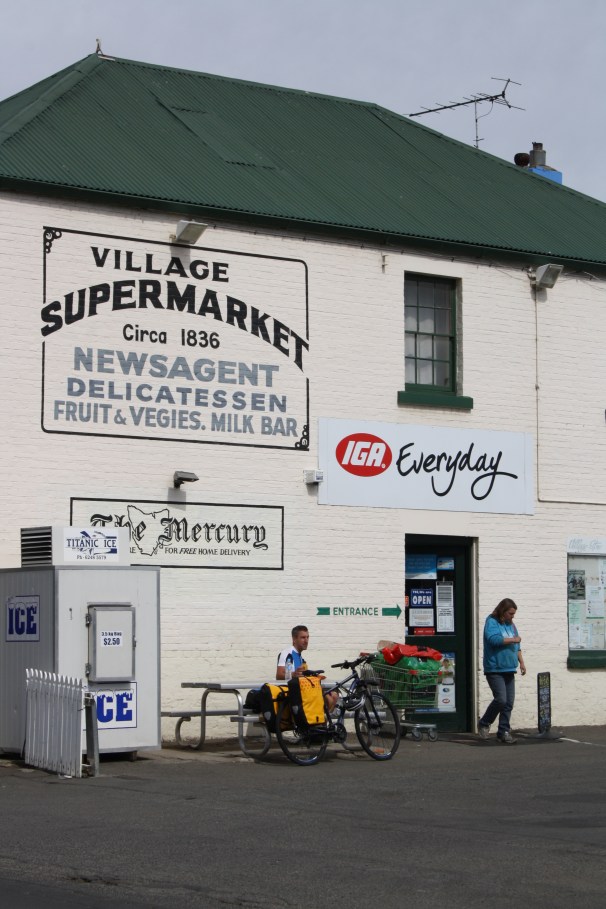 VILLAGE
SUPERMARKET
Circa 1836
NEWSAGENT
DELICATESSEN
FRUIT & VEGIES. MILK BAR
IGA Everyday
The Mercury
FOR FREE HOME DELIVERY
TITANIC ICE
ICE
$2.50
ICE
ENTRANCE
OPEN